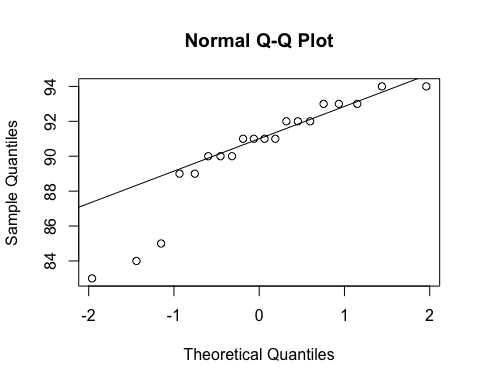 Normal Q-Q Plot
94
92
90
88
86
84
Sample Quantiles
-2 -1 0 1 2
Theoretical Quantiles